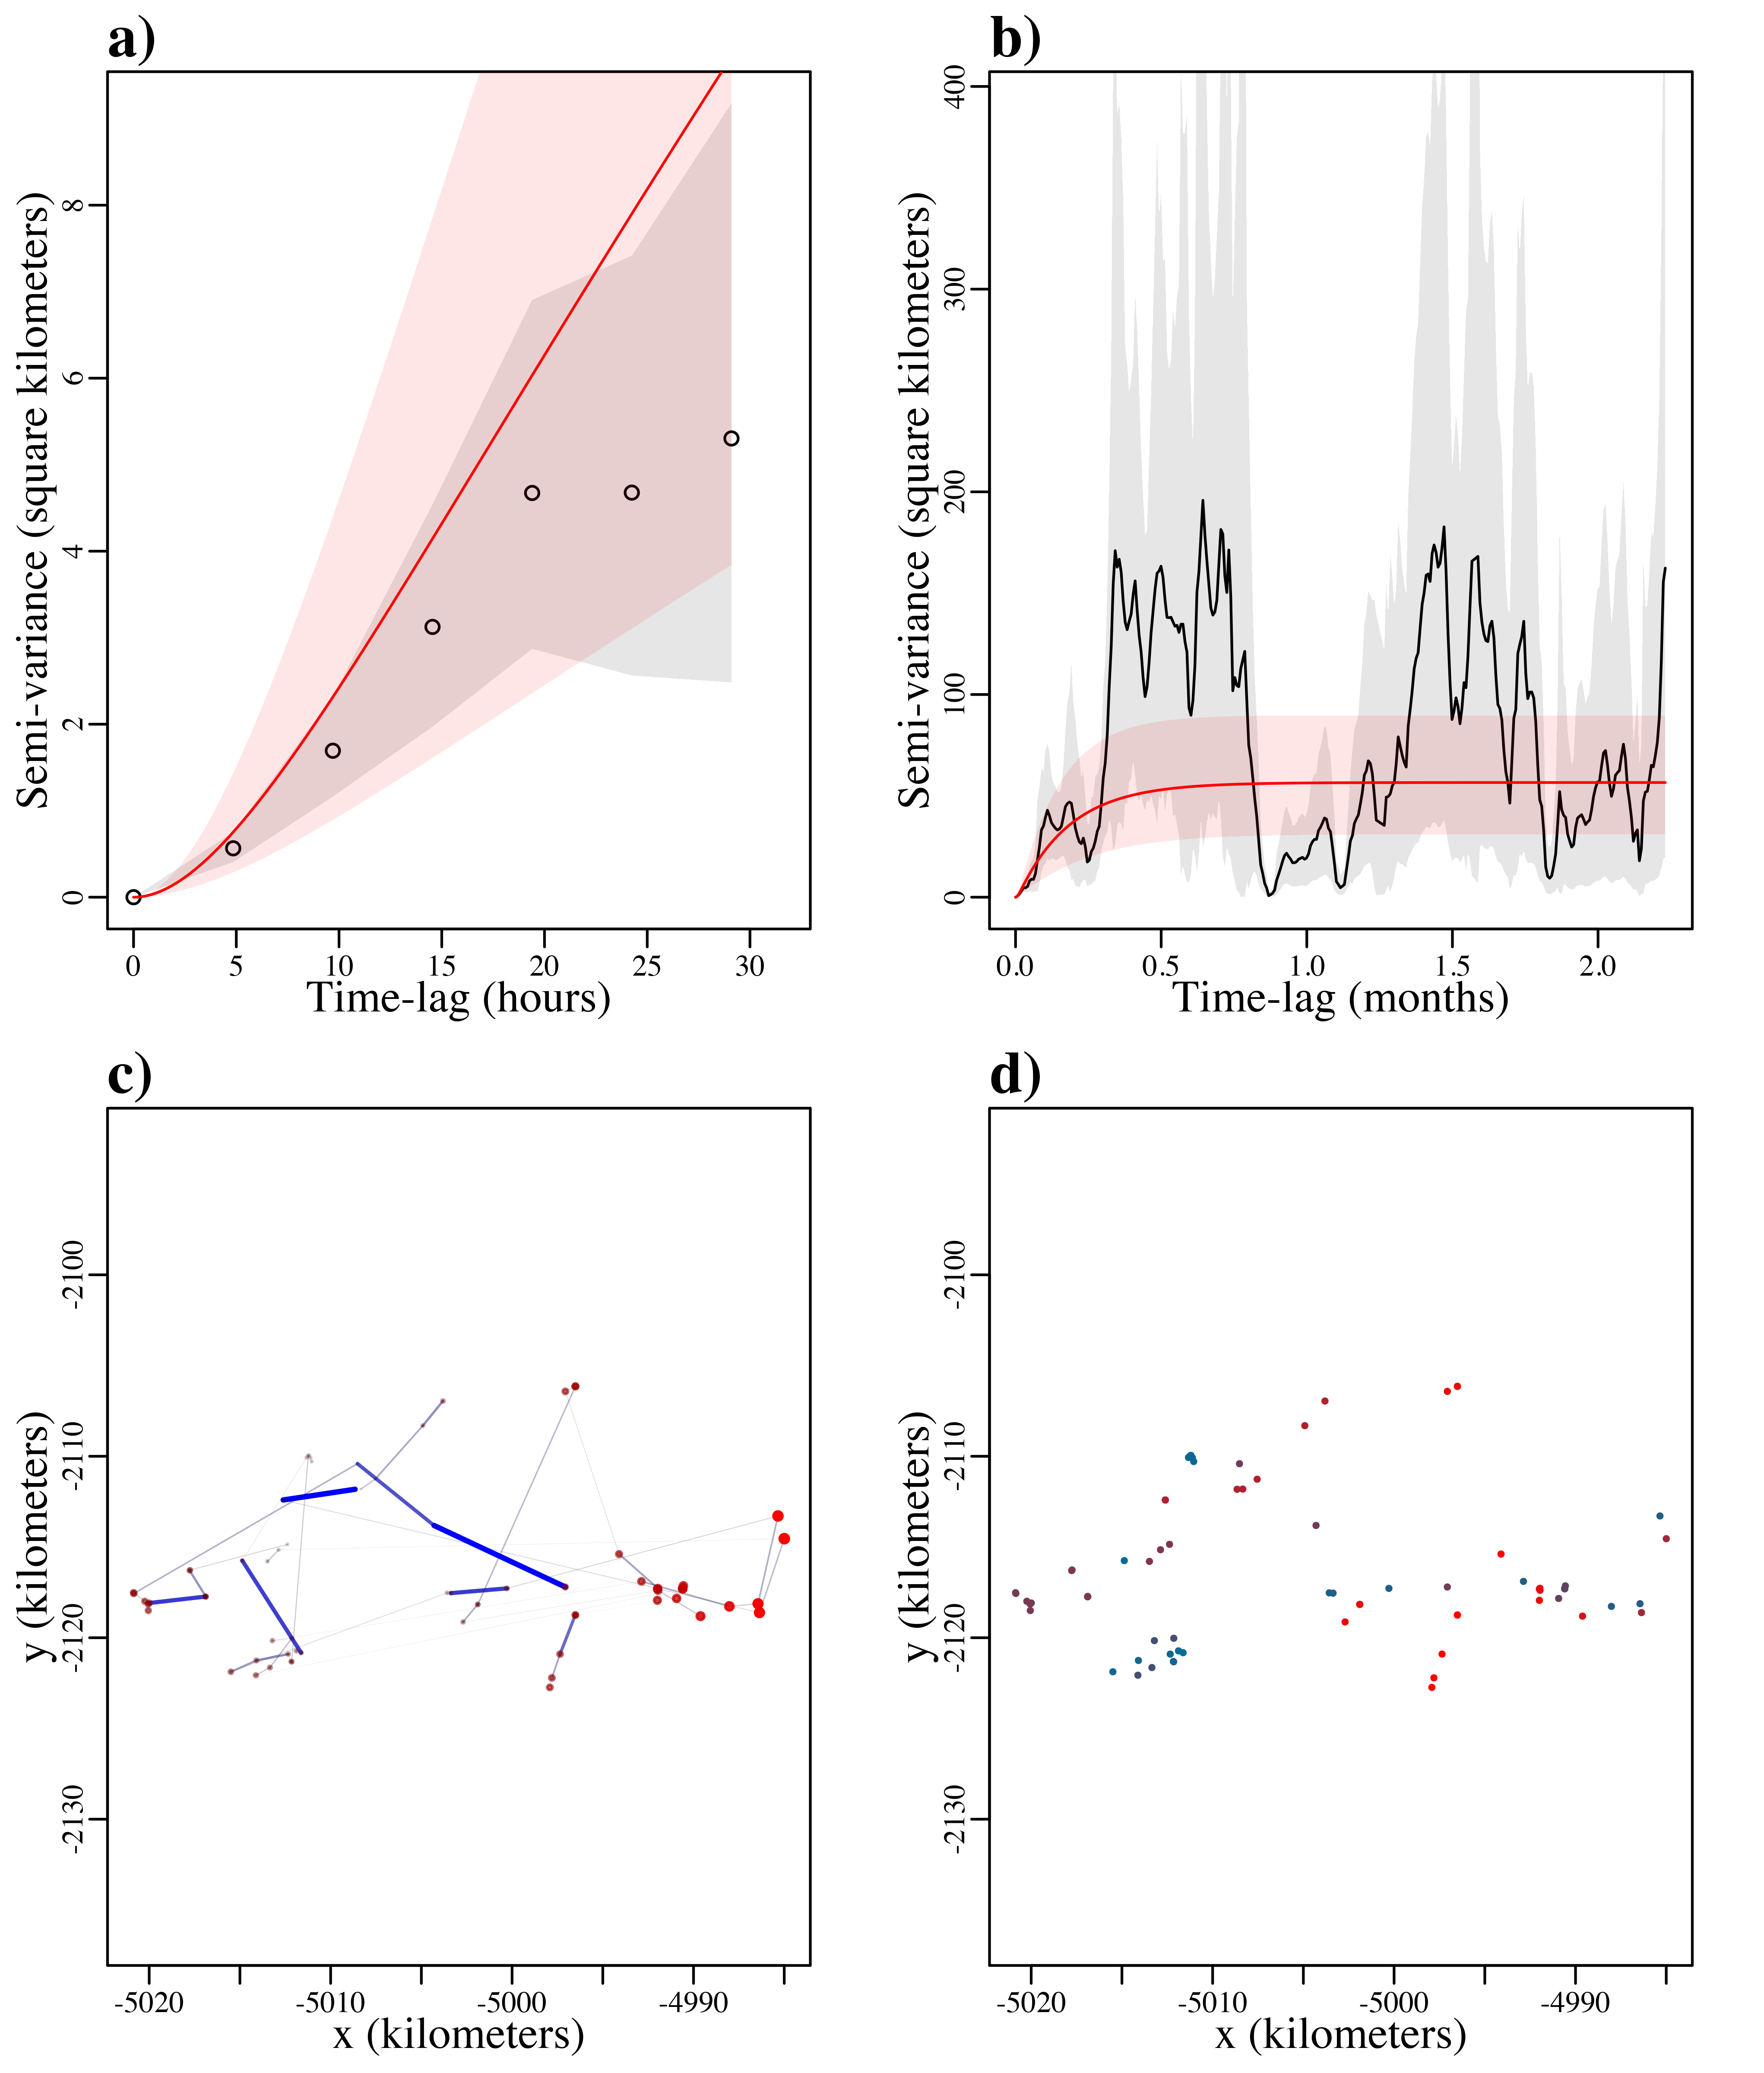 a)
Semi-variance (square kilometers)
8
6
4
2
0
0 5 10 15 20 25 30
Time-lag (hours)
b)
Semi-variance (square kilometers)
400
300
200
100
0
0.0 0.5 1.0 1.5 2.0
Time-lag (months)
c)
y (kilometers)
-2100
-2110
-2120
-2130
-5020 -5010 -5000 -4990
x (kilometers)
d)
y (kilometers)
-2100
-2110
-2120
-2130
-5020 -5010 -5000 -4990
x (kilometers)